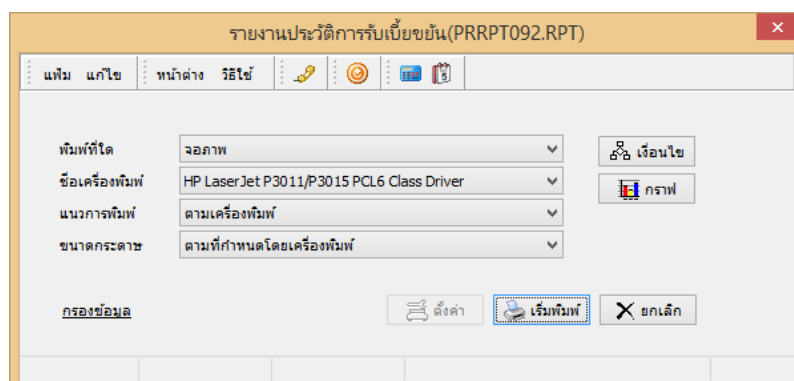 รายงานประวัติการรับเบี้ยขยัน(PRRPT092.RPT)
แฟ้ม แก้ไข หน้าต่าง วิธีใช้
พิมพ์ที่ใด จอภาพ เงื่อนไข
ชื่อเครื่องพิมพ์ HP LaserJet P3011/P3015 PCL6 Class Driver กราฟ
แนวการพิมพ์ ตามเครื่องพิมพ์
ขนาดกระดาษ ตามที่กำหนดโดยเครื่องพิมพ์
กรองข้อมูล ตั้งค่า เริ่มพิมพ์ ยกเลิก